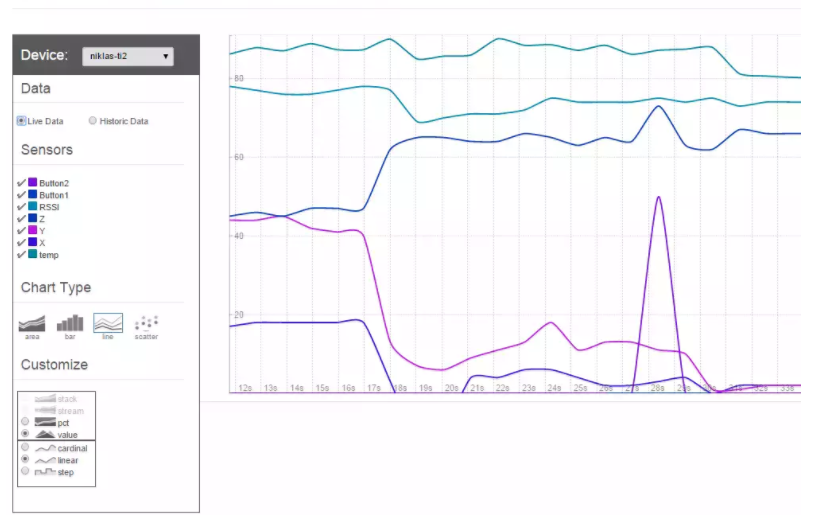 Device: niklas-ti2
Data
Live Data Historic Data
Sensors
Button2
Button1
RSSI
Z
Y
X
temp
Chart Type
area bar line scatter
Customize
stack
stream
pct
value
cardinal
linear
step
80
60
40
20
12s 13s 14s 15s 16s 17s 18s 19s 20s 21s 22s 23s 24s 25s 26s 27s 28s 29s 30s 31s 32s 33s